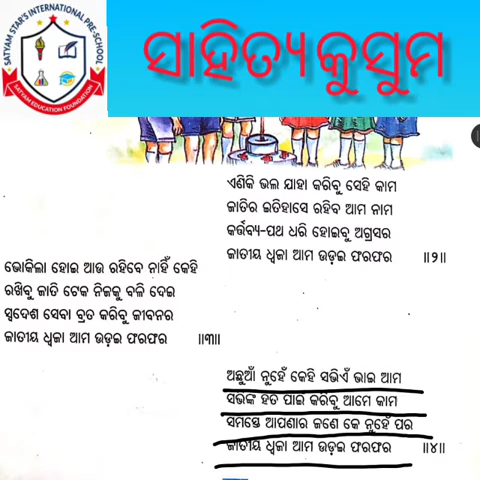 SATYAM STAR'S INTERNATIONAL PRE-SCHOOL
SATYAM EDUCATION FOUNDATION
ସାହିତ୍ୟକୁସୁମ
ଏଣିକି ଭଲ ଯାହା କରିବୁ ସେହି କାମ
ଜାତିର ଇତିହାସେ ରହିବ ଆମ ନାମ
କର୍ତ୍ତବ୍ୟ-ପଥ ଧରି ହୋଇବୁ ଅଗ୍ରସର
ଜାତୀୟ ଧ୍ୱଜା ଆମ ଉଡ଼ଇ ଫରଫର ॥୨॥
ଭୋକିଲା ହୋଇ ଆଉ ରହିବେ ନାହିଁ କେହି
ରଖିବୁ ଜାତି ଟେକ ନିଜକୁ ବଳି ଦେଇ
ସ୍ୱଦେଶ ସେବା ବ୍ରତ କରିବୁ ଜୀବନର
ଜାତୀୟ ଧ୍ୱଜା ଆମ ଉଡ଼ଇ ଫରଫର ॥୩॥
ଅଛୁଆଁ ନୁହେଁ କେହି ସଭିଏଁ ଭାଇ ଆମ
ସଭିଙ୍କ ହିତ ପାଇଁ କରିବୁ ଆମେ କାମ
ସମସ୍ତେ ଆପଣାର ଜଣେ କେ ନୁହେଁ ପର
ଜାତୀୟ ଧ୍ୱଜା ଆମ ଉଡ଼ଇ ଫରଫର ॥୪॥